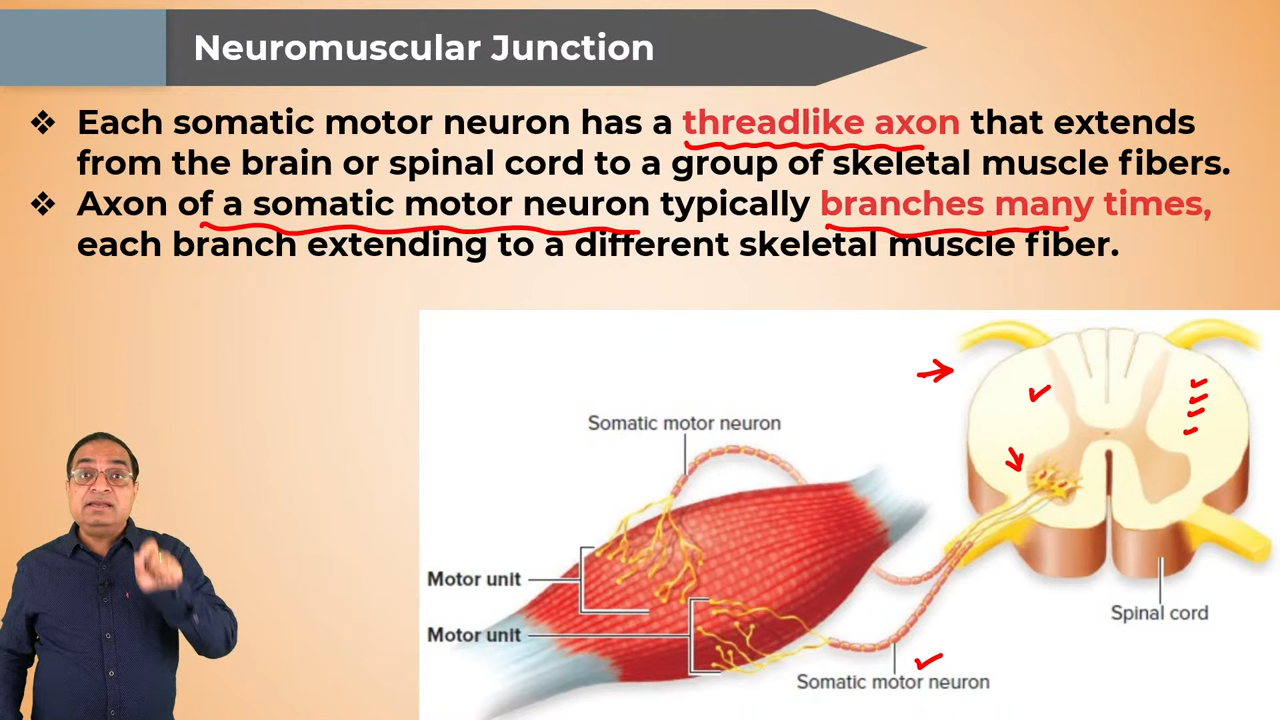 Neuromuscular Junction
❖ Each somatic motor neuron has a threadlike axon that extends
from the brain or spinal cord to a group of skeletal muscle fibers.
❖ Axon of a somatic motor neuron typically branches many times,
each branch extending to a different skeletal muscle fiber.
Somatic motor neuron
Motor unit
Motor unit
Spinal cord
Somatic motor neuron